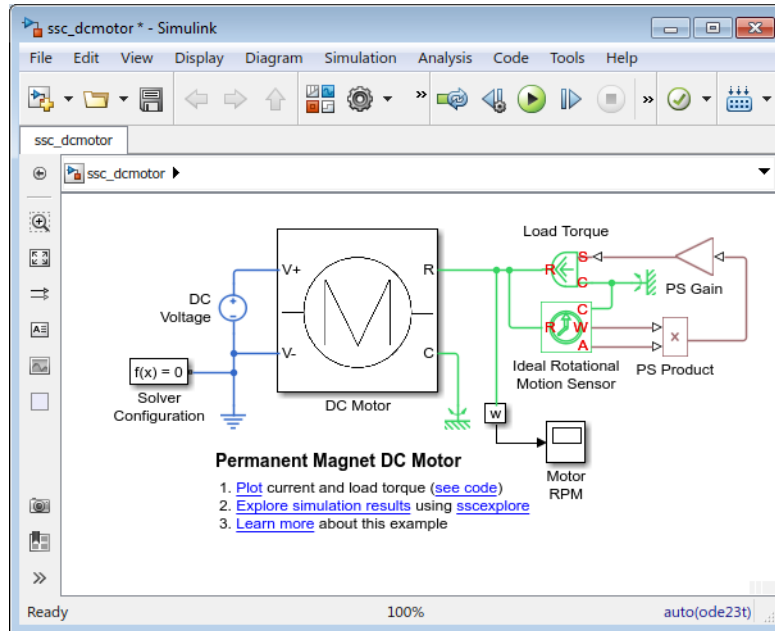 ssc_dcmotor * - Simulink
File Edit View Display Diagram Simulation Analysis Code Tools Help
» »
ssc_dcmotor
ssc_dcmotor
Load Torque
V+ R R S
C
DC
Voltage
PS Gain
C
R W
A
×
V- C
f(x) = 0
Solver
Configuration
DC Motor
Ideal Rotational
Motion Sensor
PS Product
w
Permanent Magnet DC Motor
Motor
RPM
1. Plot current and load torque (see code)
2. Explore simulation results using sscexplore
3. Learn more about this example
Ready 100% auto(ode23t)